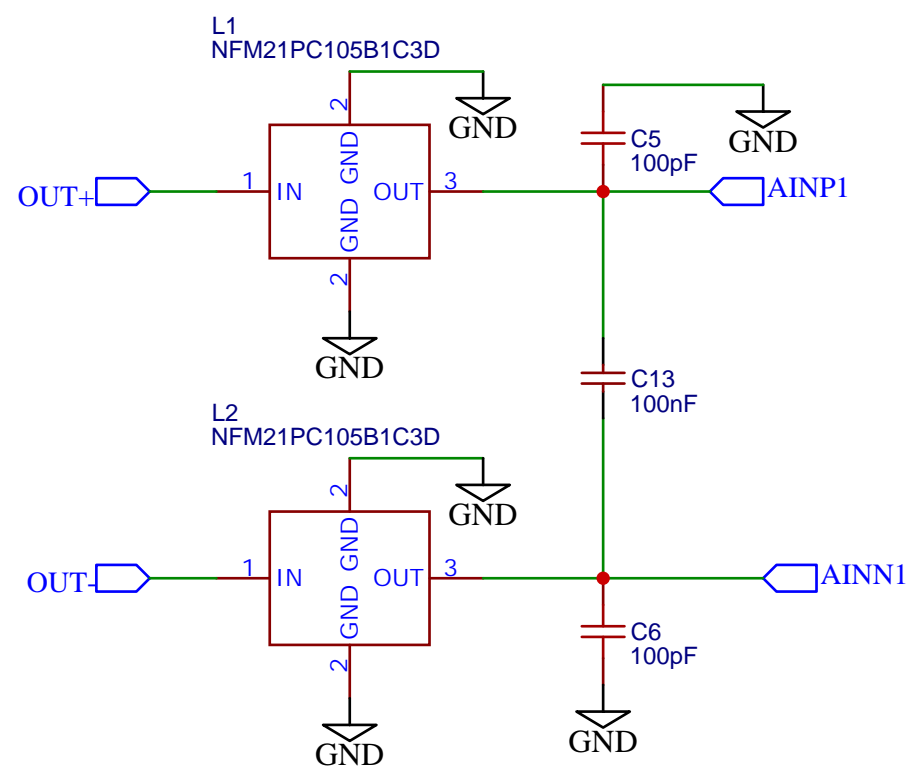 L1
NFM21PC105B1C3D
2
GND
GND
C5
100pF
GND
OUT+
1
IN
OUT
3
AINP1
GND
2
GND
C13
100nF
L2
NFM21PC105B1C3D
2
GND
GND
OUT-
1
IN
OUT
3
AINN1
GND
2
GND
C6
100pF
GND